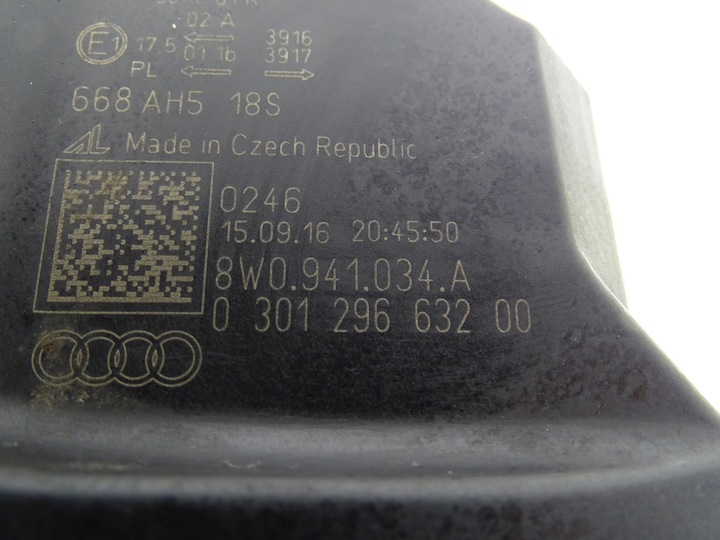 02 A
E1 17.5 3916
01 1b 3917
PL
668 AH5 18S
AL Made in Czech Republic
0246
15.09.16 20:45:50
8W0.941.034.A
0 301 296 632 00